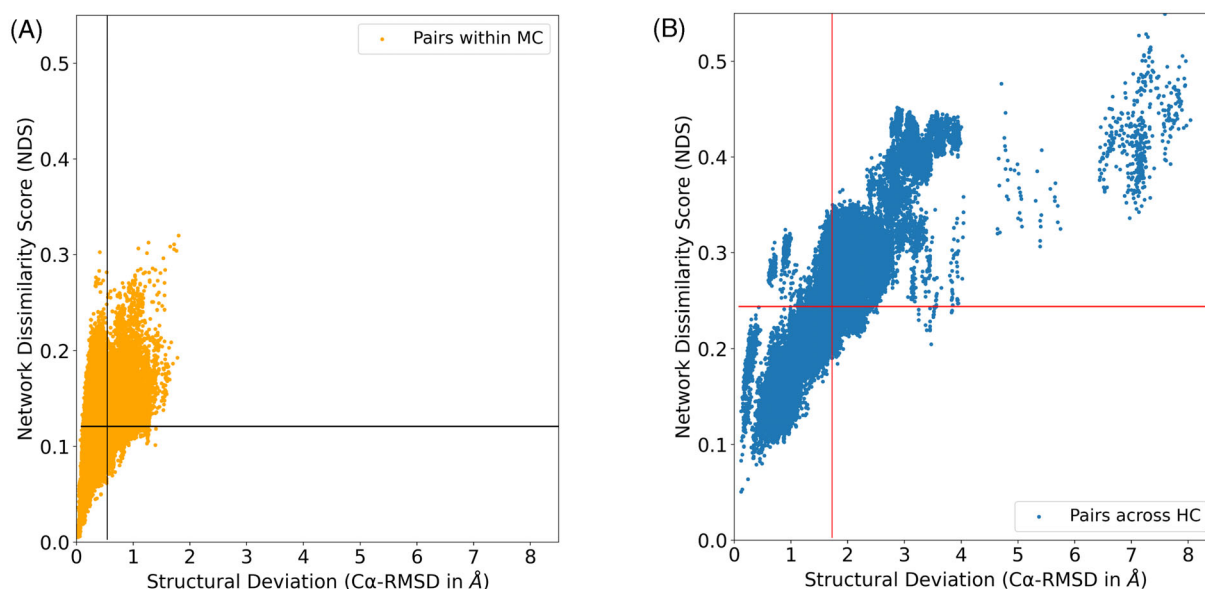 (A)
Pairs within MC
Network Dissimilarity Score (NDS)
0.5
0.4
0.3
0.2
0.1
0.0
0 1 2 3 4 5 6 7 8
Structural Deviation (Cα-RMSD in Å)
(B)
Pairs across HC
Network Dissimilarity Score (NDS)
0.5
0.4
0.3
0.2
0.1
0.0
0 1 2 3 4 5 6 7 8
Structural Deviation (Cα-RMSD in Å)